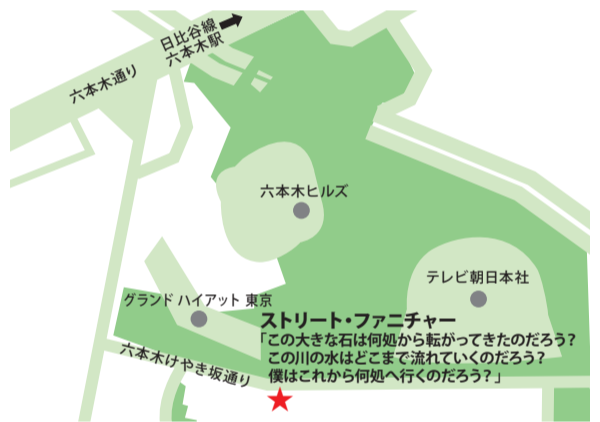 日比谷線
六本木駅
六本木通り
六本木ヒルズ
テレビ朝日本社
グランド ハイアット 東京
ストリート・ファニチャー
「この大きな石は何処から転がってきたのだろう？
この川の水はどこまで流れていくのだろう？
僕はこれから何処へ行くのだろう？」
六本木けやき坂通り